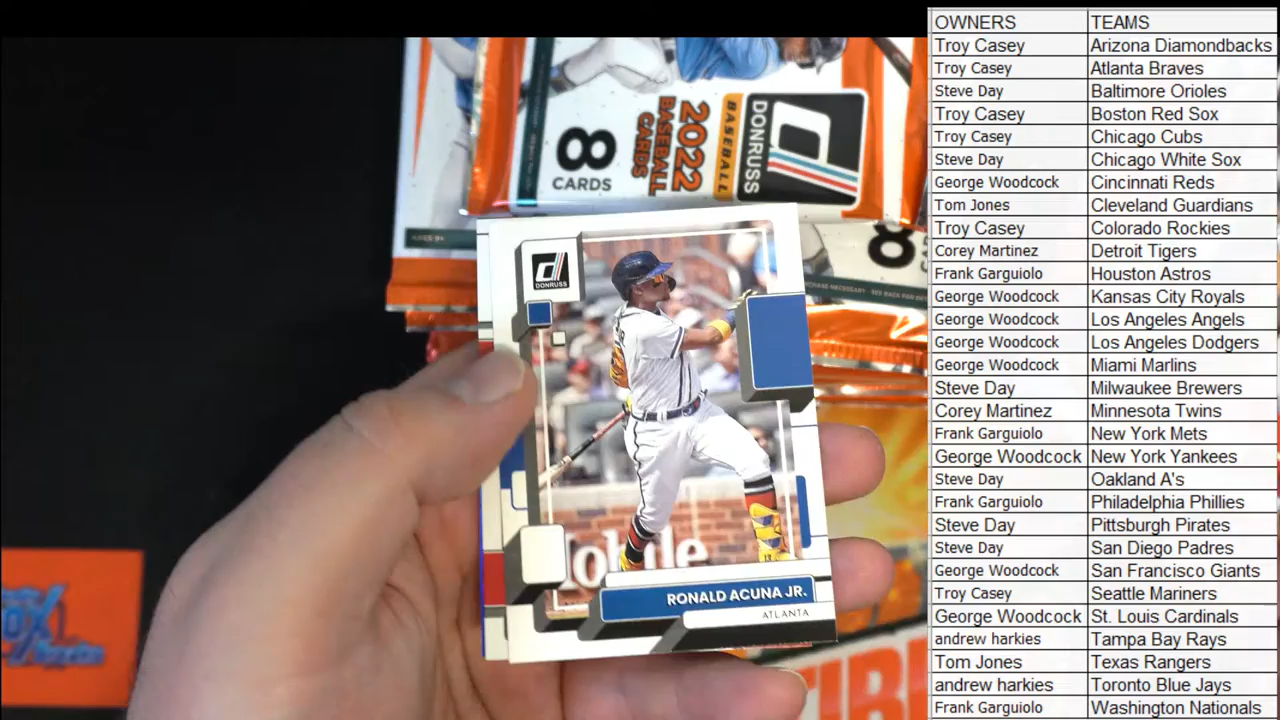 OWNERS TEAMS
Troy Casey Arizona Diamondbacks
Troy Casey Atlanta Braves
Steve Day Baltimore Orioles
Troy Casey Boston Red Sox
Troy Casey Chicago Cubs
Steve Day Chicago White Sox
George Woodcock Cincinnati Reds
Tom Jones Cleveland Guardians
Troy Casey Colorado Rockies
Corey Martinez Detroit Tigers
Frank Garguiolo Houston Astros
George Woodcock Kansas City Royals
George Woodcock Los Angeles Angels
George Woodcock Los Angeles Dodgers
George Woodcock Miami Marlins
Steve Day Milwaukee Brewers
Corey Martinez Minnesota Twins
Frank Garguiolo New York Mets
George Woodcock New York Yankees
Steve Day Oakland A's
Frank Garguiolo Philadelphia Phillies
Steve Day Pittsburgh Pirates
Steve Day San Diego Padres
George Woodcock San Francisco Giants
Troy Casey Seattle Mariners
George Woodcock St. Louis Cardinals
andrew harkies Tampa Bay Rays
Tom Jones Texas Rangers
andrew harkies Toronto Blue Jays
Frank Garguiolo Washington Nationals
DONRUSS
BASEBALL
2022
BASEBALL
CARDS
8
CARDS
8
d
DONRUSS
Mobile
RONALD ACUNA JR.
ATLANTA